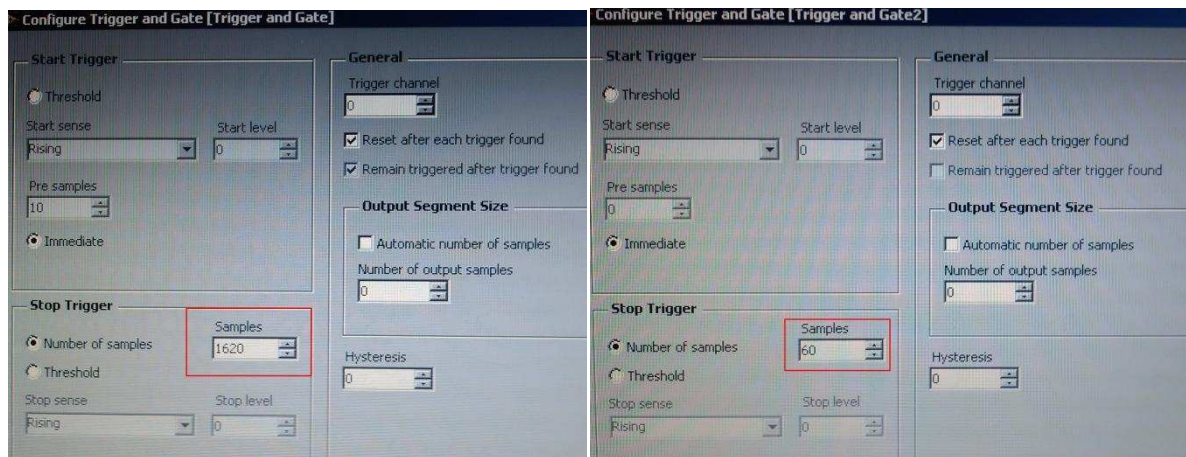 Configure Trigger and Gate [Trigger and Gate]
Start Trigger
Threshold
Start sense
Start level
Rising
0
Pre samples
10
Immediate
Stop Trigger
Number of samples
Samples
1620
Threshold
Stop sense
Stop level
Rising
0
General
Trigger channel
0
Reset after each trigger found
Remain triggered after trigger found
Output Segment Size
Automatic number of samples
Number of output samples
0
Hysteresis
0
Configure Trigger and Gate [Trigger and Gate2]
Start Trigger
Threshold
Start sense
Start level
Rising
0
Pre samples
0
Immediate
Stop Trigger
Number of samples
Samples
60
Threshold
Stop sense
Stop level
Rising
0
General
Trigger channel
0
Reset after each trigger found
Remain triggered after trigger found
Output Segment Size
Automatic number of samples
Number of output samples
0
Hysteresis
0